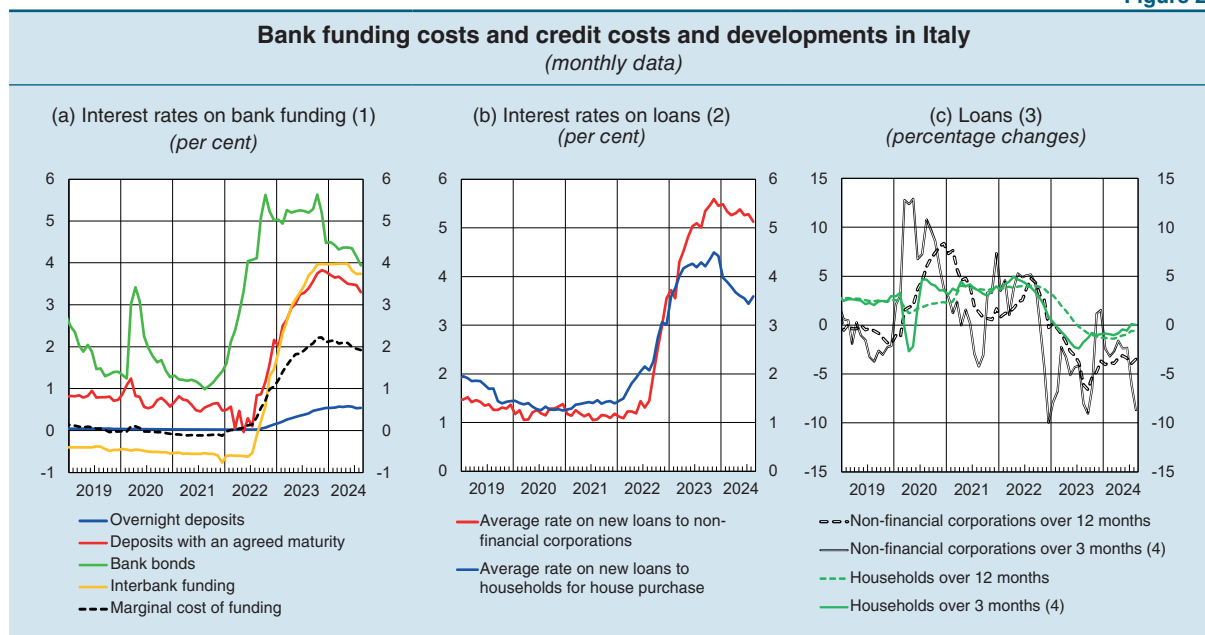 Bank funding costs and credit costs and developments in Italy
(monthly data)
(a) Interest rates on bank funding (1)
(per cent)
6 6
5 5
4 4
3 3
2 2
1 1
0 0
-1 -1
2019 2020 2021 2022 2023 2024
Overnight deposits
Deposits with an agreed maturity
Bank bonds
Interbank funding
Marginal cost of funding
(b) Interest rates on loans (2)
(per cent)
6 6
5 5
4 4
3 3
2 2
1 1
0 0
2019 2020 2021 2022 2023 2024
Average rate on new loans to non-
financial corporations
Average rate on new loans to
households for house purchase
(c) Loans (3)
(percentage changes)
15 15
10 10
5 5
0 0
-5 -5
-10 -10
-15 -15
2019 2020 2021 2022 2023 2024
Non-financial corporations over 12 months
Non-financial corporations over 3 months (4)
Households over 12 months
Households over 3 months (4)